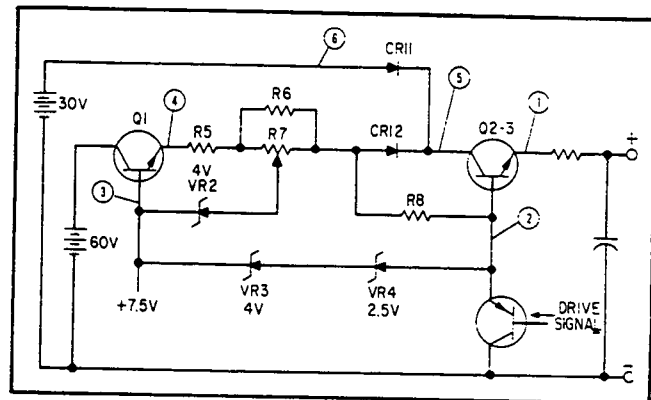 6
CR11
30V
Q1
4
R6
5
Q2-3
1
R5
R7
CR12
+
4V
VR2
3
R8
2
60V
+7.5V
VR3
4V
VR4
2.5V
DRIVE
SIGNAL
-